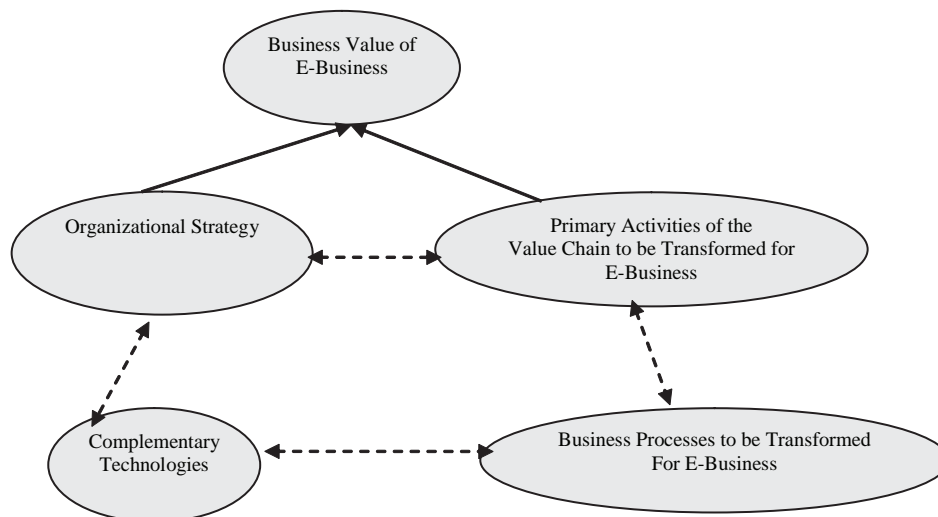 Business Value of
E-Business
Organizational Strategy
Primary Activities of the
Value Chain to be Transformed for
E-Business
Complementary
Technologies
Business Processes to be Transformed
For E-Business